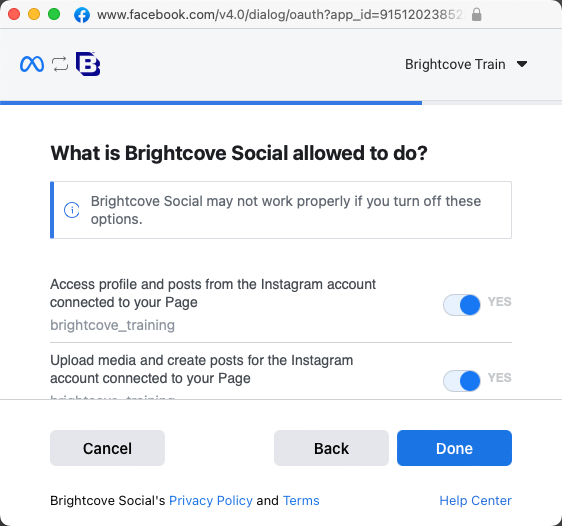 www.facebook.com/v4.0/dialog/oauth?app_id=91512023852
Brightcove Train
What is Brightcove Social allowed to do?
Brightcove Social may not work properly if you turn off these
options.
Access profile and posts from the Instagram account
connected to your Page
YES
brightcove_training
Upload media and create posts for the Instagram
account connected to your Page
YES
brightcove_training
Cancel
Back
Done
Brightcove Social's Privacy Policy and Terms
Help Center